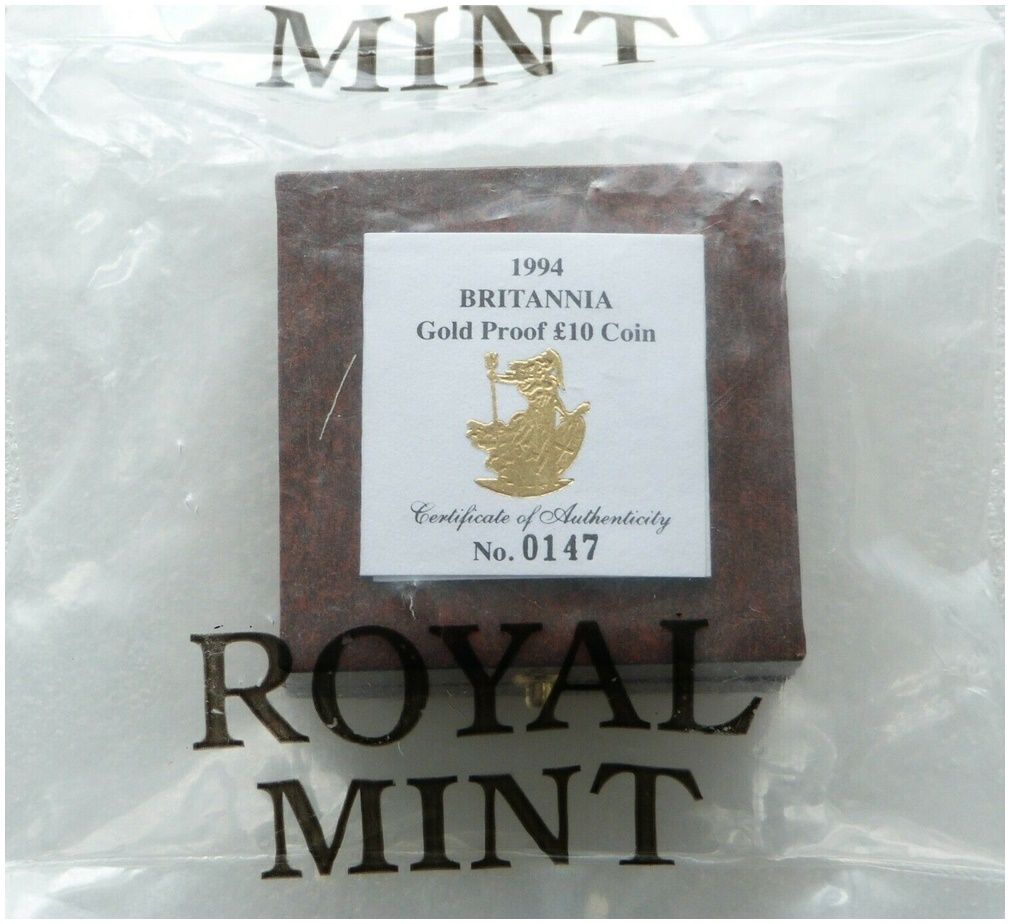 MINT
1994
BRITANNIA
Gold Proof £10 Coin
Certificate of Authenticity
No. 0147
ROYAL
MINT